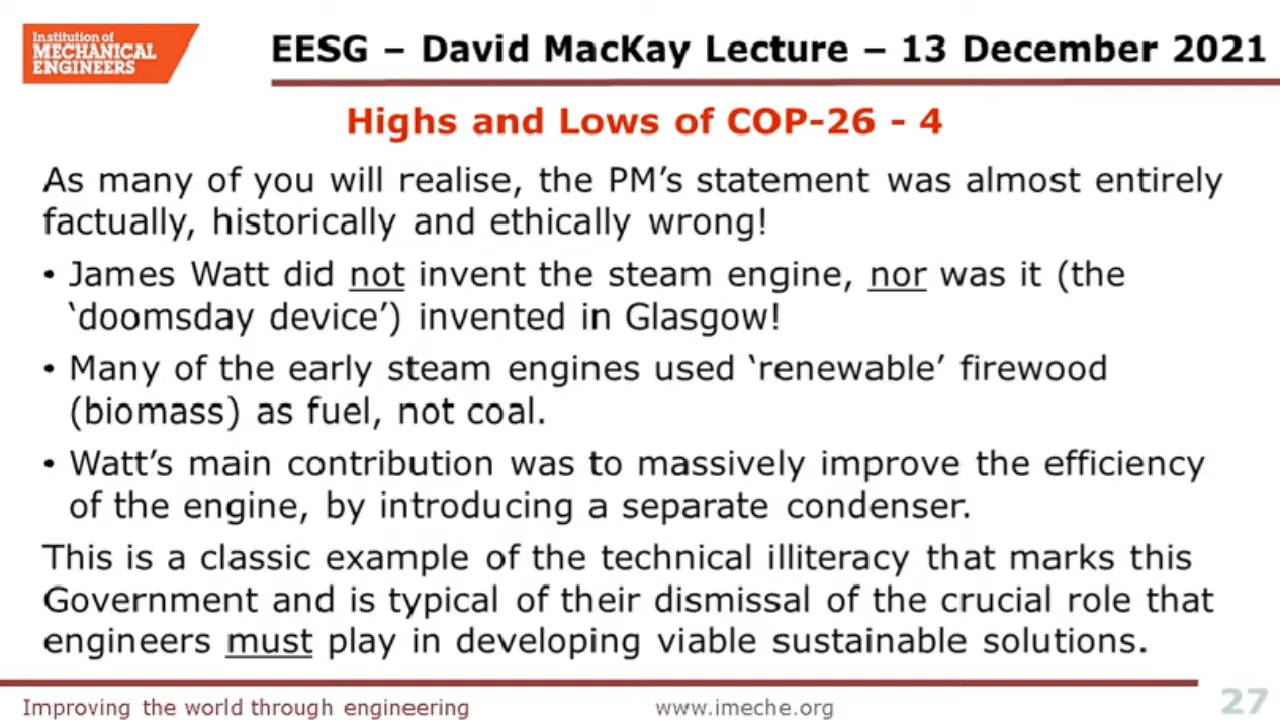 Institution of
MECHANICAL
ENGINEERS
EESG – David MacKay Lecture – 13 December 2021
Highs and Lows of COP-26 - 4
As many of you will realise, the PM’s statement was almost entirely
factually, historically and ethically wrong!
• James Watt did not invent the steam engine, nor was it (the
‘doomsday device’) invented in Glasgow!
• Many of the early steam engines used ‘renewable’ firewood
(biomass) as fuel, not coal.
• Watt’s main contribution was to massively improve the efficiency
of the engine, by introducing a separate condenser.
This is a classic example of the technical illiteracy that marks this
Government and is typical of their dismissal of the crucial role that
engineers must play in developing viable sustainable solutions.
Improving the world through engineering
www.imeche.org
27